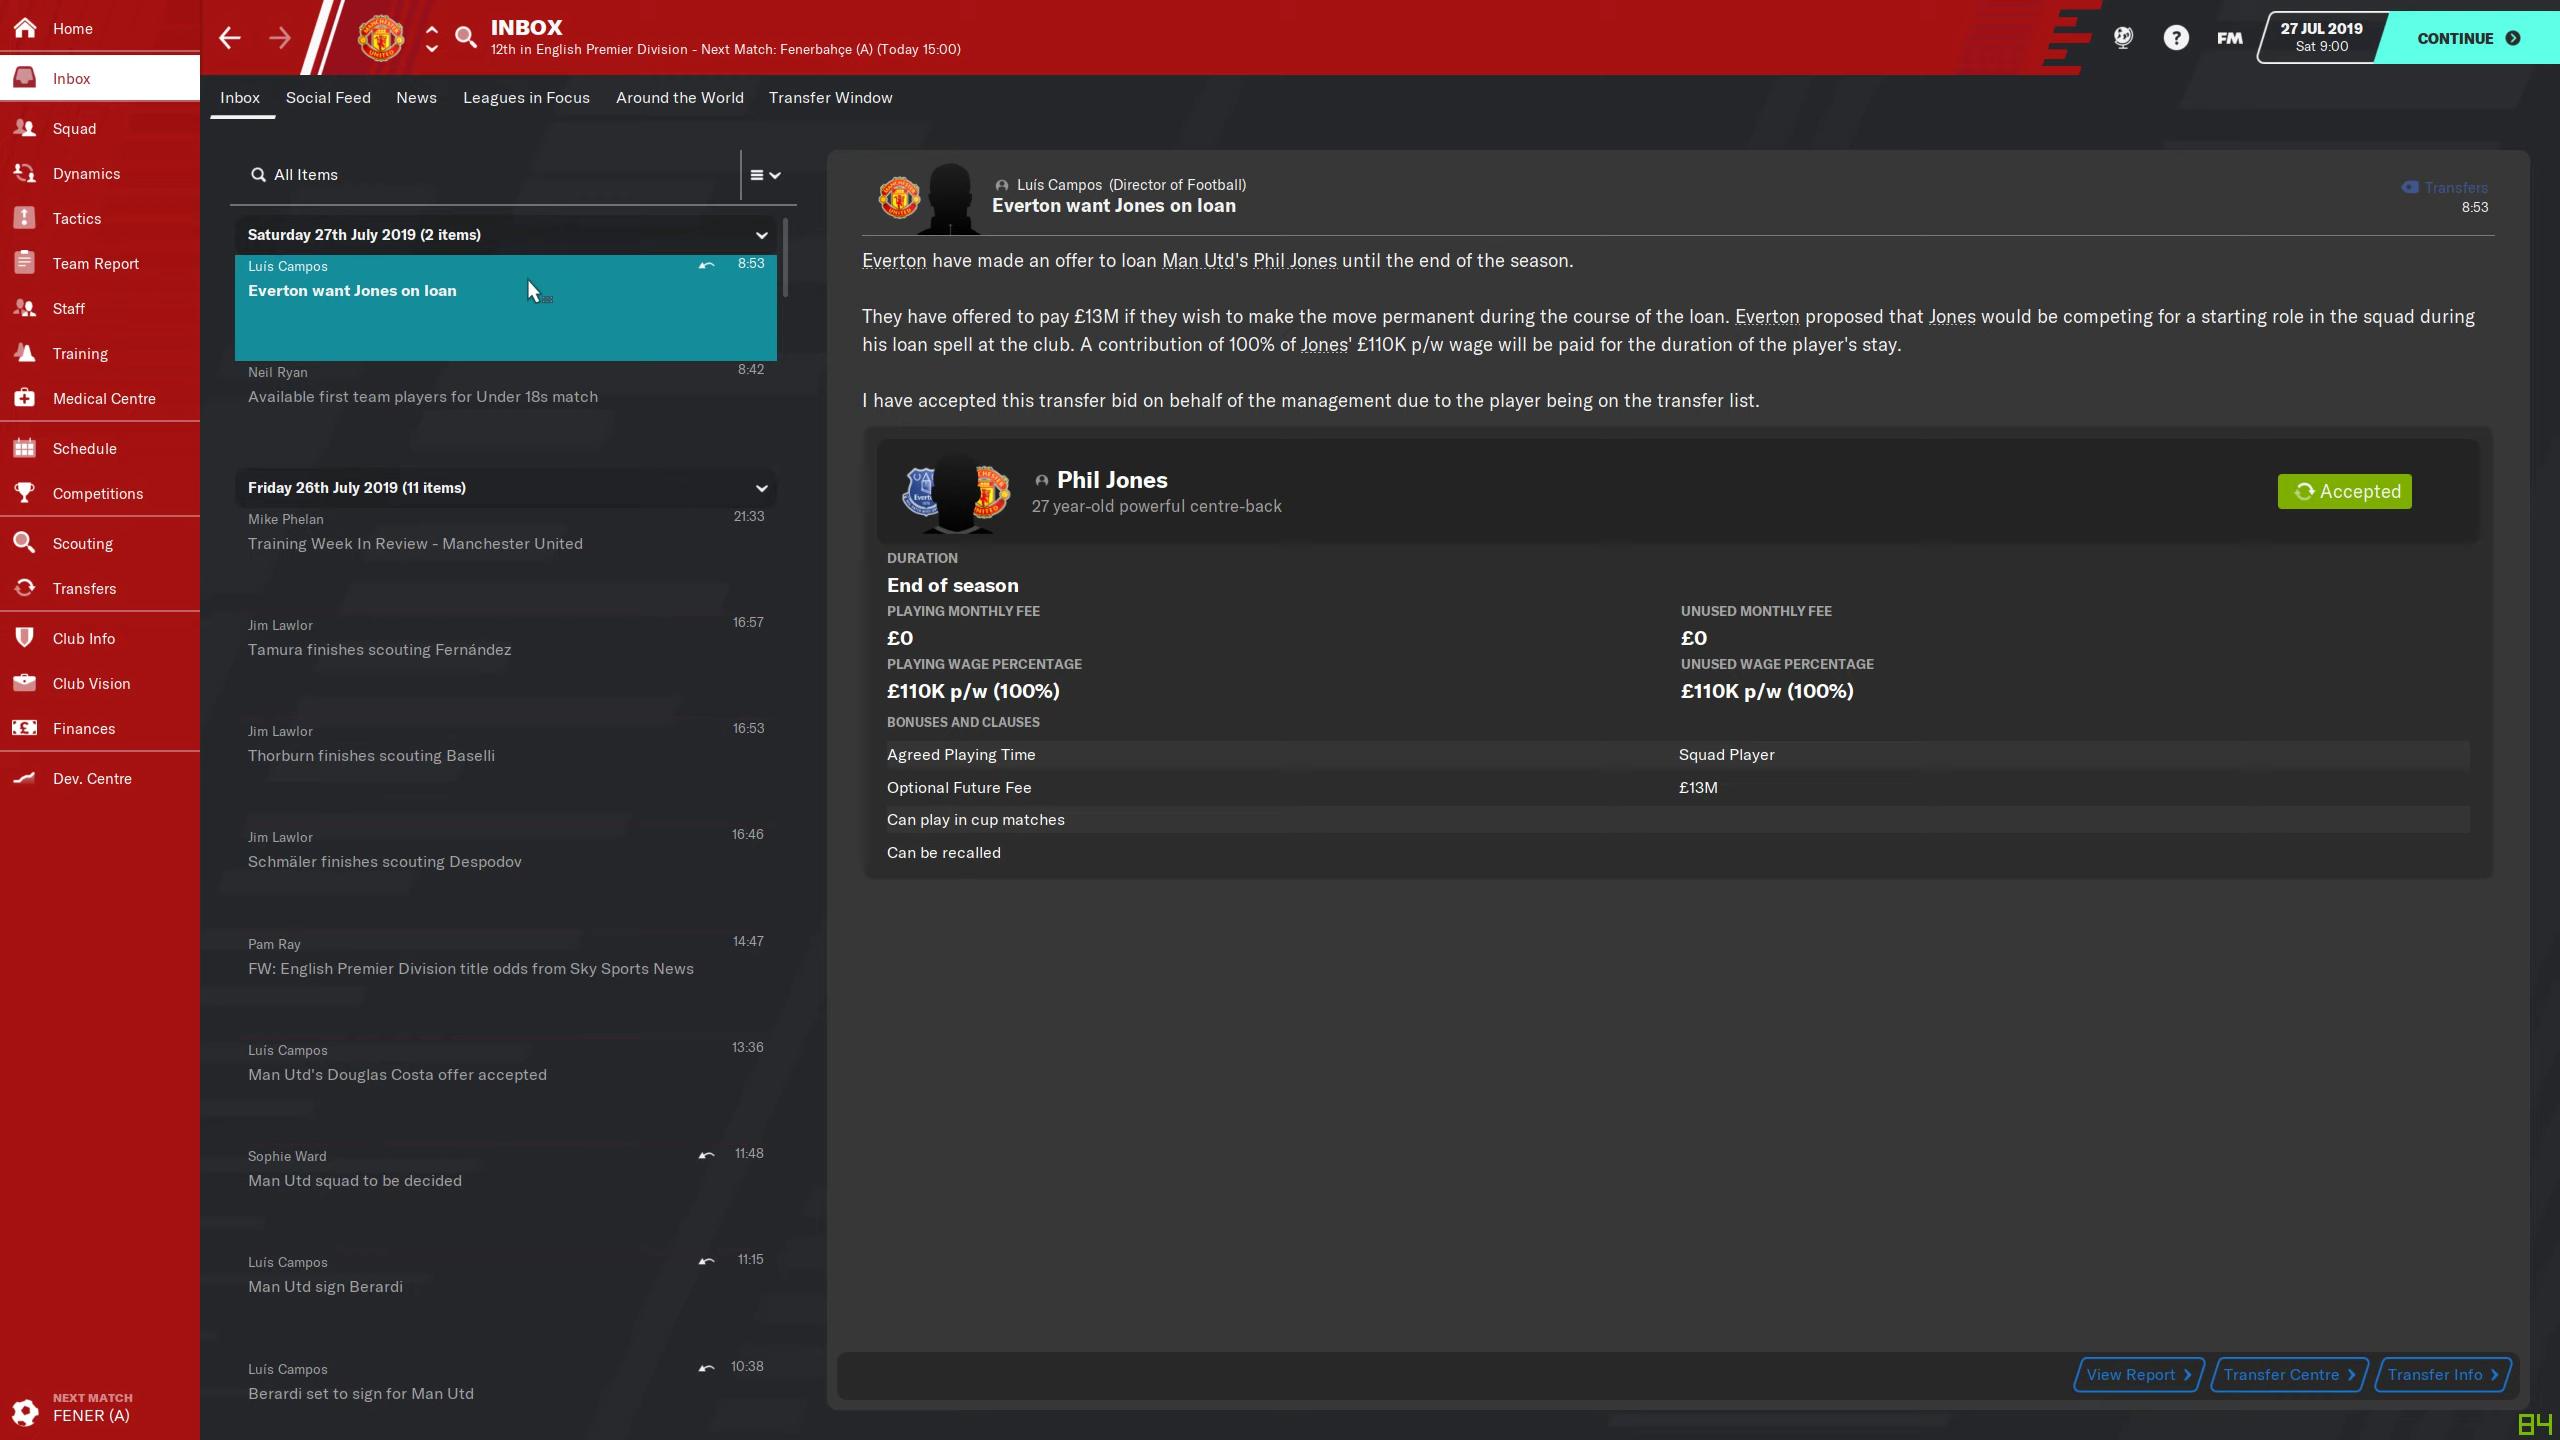 Home
Inbox
Squad
Dynamics
Tactics
Team Report
Staff
Training
Medical Centre
Schedule
Competitions
Scouting
Transfers
Club Info
Club Vision
Finances
Dev. Centre
NEXT MATCH
FENER (A)
INBOX
12th in English Premier Division - Next Match: Fenerbahçe (A) (Today 15:00)
FM
27 JUL 2019
Sat 9:00
CONTINUE
Inbox Social Feed News Leagues in Focus Around the World Transfer Window
All Items
Saturday 27th July 2019 (2 items)
Luís Campos 8:53
Everton want Jones on loan
Neil Ryan 8:42
Available first team players for Under 18s match
Friday 26th July 2019 (11 items)
Mike Phelan 21:33
Training Week In Review - Manchester United
Jim Lawlor 16:57
Tamura finishes scouting Fernández
Jim Lawlor 16:53
Thorburn finishes scouting Baselli
Jim Lawlor 16:46
Schmäler finishes scouting Despodov
Pam Ray 14:47
FW: English Premier Division title odds from Sky Sports News
Luís Campos 13:36
Man Utd's Douglas Costa offer accepted
Sophie Ward 11:48
Man Utd squad to be decided
Luís Campos 11:15
Man Utd sign Berardi
Luís Campos 10:38
Berardi set to sign for Man Utd
Luís Campos (Director of Football)
Everton want Jones on loan
Transfers
8:53
Everton have made an offer to loan Man Utd's Phil Jones until the end of the season.
They have offered to pay £13M if they wish to make the move permanent during the course of the loan. Everton proposed that Jones would be competing for a starting role in the squad during
his loan spell at the club. A contribution of 100% of Jones' £110K p/w wage will be paid for the duration of the player's stay.
I have accepted this transfer bid on behalf of the management due to the player being on the transfer list.
Phil Jones
27 year-old powerful centre-back
Accepted
DURATION
End of season
PLAYING MONTHLY FEE UNUSED MONTHLY FEE
£0 £0
PLAYING WAGE PERCENTAGE UNUSED WAGE PERCENTAGE
£110K p/w (100%) £110K p/w (100%)
BONUSES AND CLAUSES
Agreed Playing Time Squad Player
Optional Future Fee £13M
Can play in cup matches
Can be recalled
View Report Transfer Centre Transfer Info
84